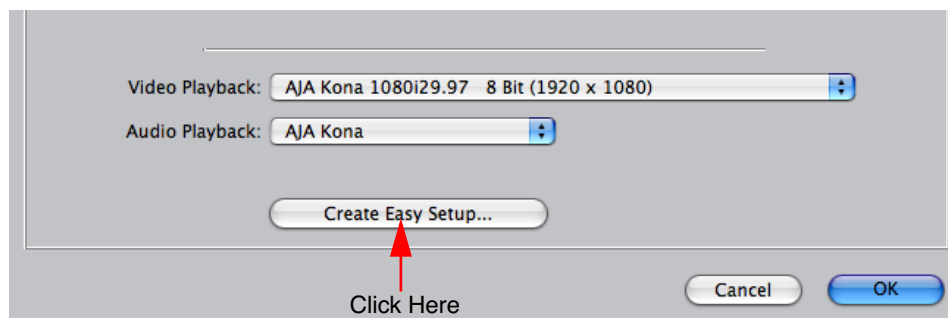 Video Playback: AJA Kona 1080i29.97 8 Bit (1920 x 1080)
Audio Playback: AJA Kona
Create Easy Setup...
Click Here
Cancel
OK